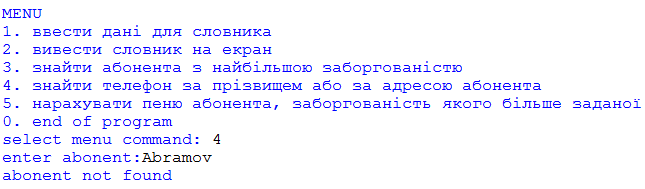 MENU
1. ввести дані для словника
2. вивести словник на екран
3. знайти абонента з найбільшою заборгованістю
4. знайти телефон за прізвищем або за адресою абонента
5. нарахувати пеню абонента, заборгованість якого більше заданої
0. end of program
select menu command: 4
enter abonent:Abramov
abonent not found